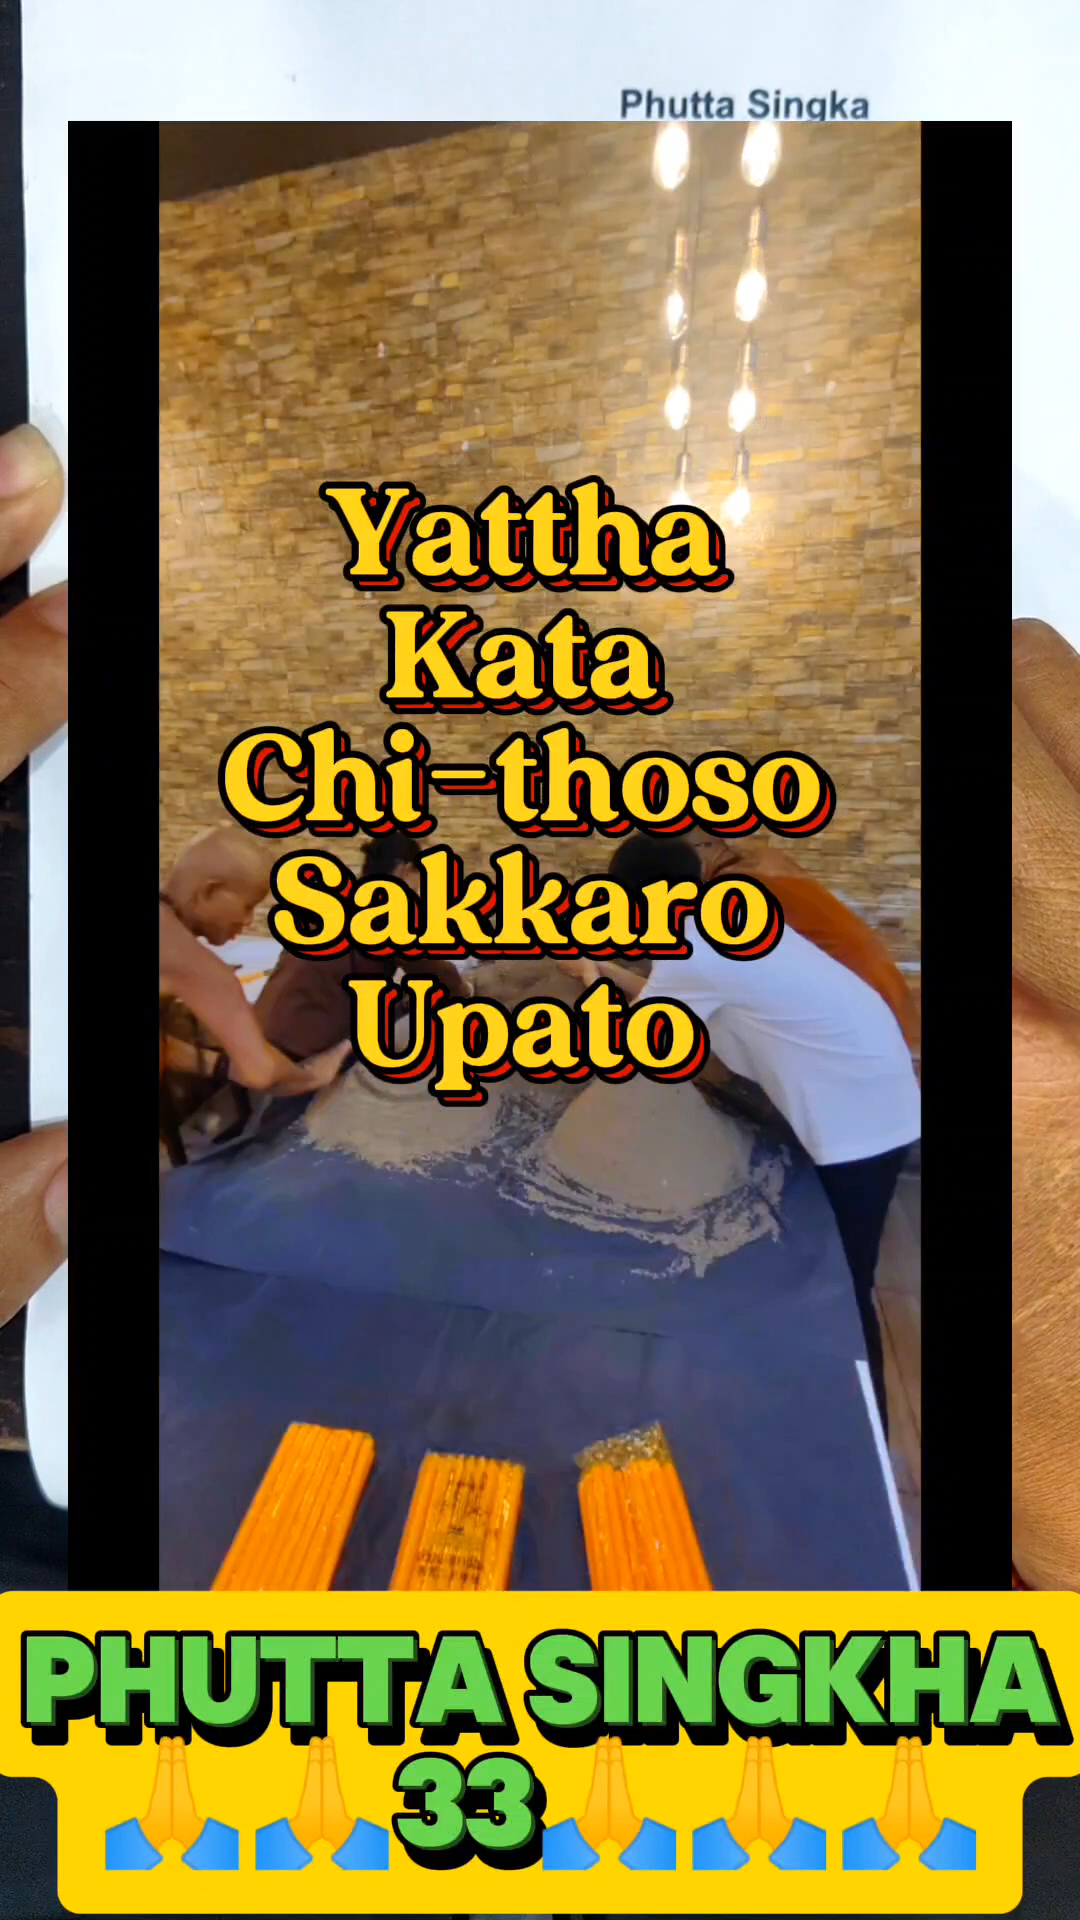 Phutta Singka
Yattha
Kata
Chi-thoso
Sakkaro
Upato
PHUTTA SINGKHA
🙏🙏33🙏🙏🙏